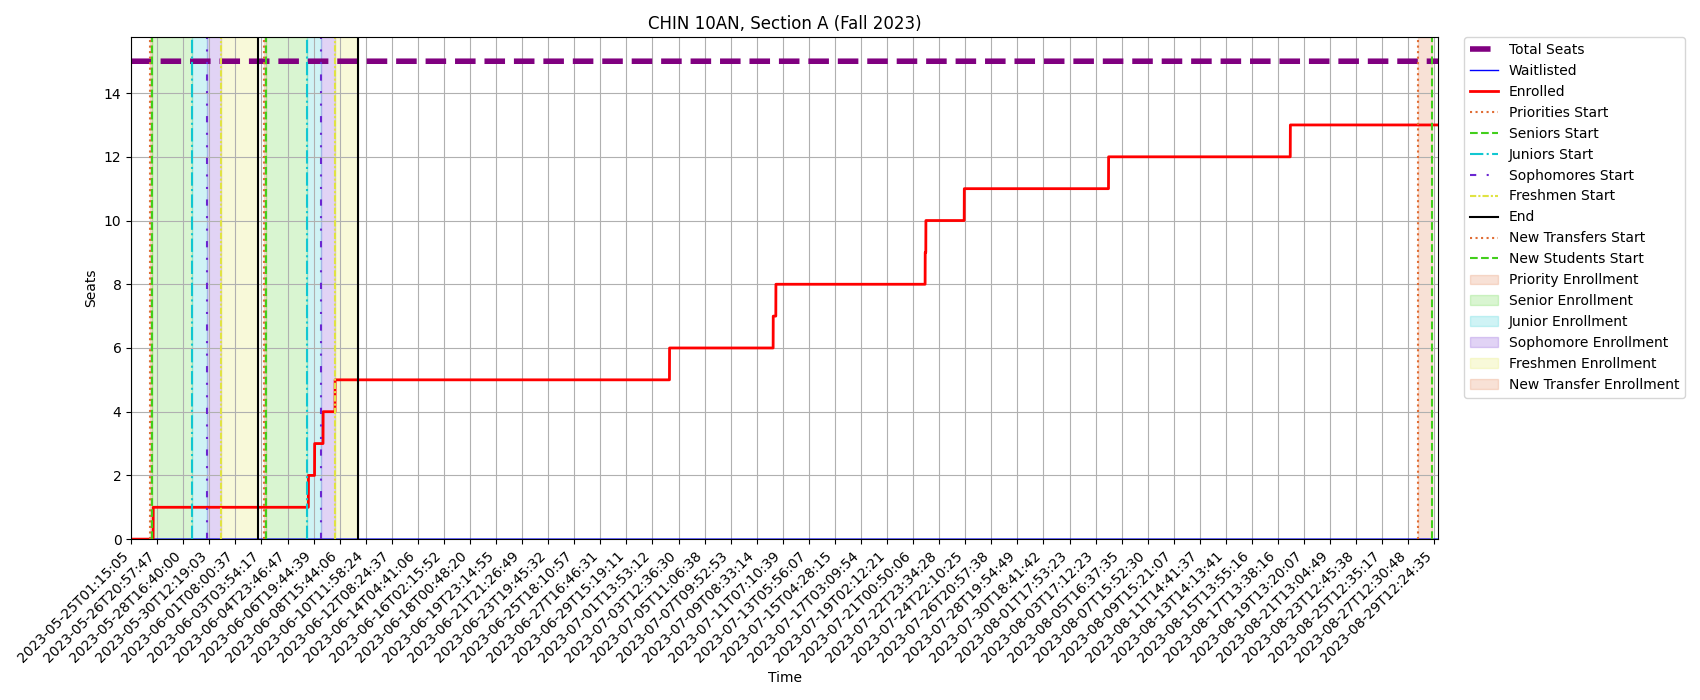 CHIN 10AN, Section A (Fall 2023)
Total Seats
Waitlisted
Enrolled
Priorities Start
Seniors Start
Juniors Start
Sophomores Start
Freshmen Start
End
New Transfers Start
New Students Start
Priority Enrollment
Senior Enrollment
Junior Enrollment
Sophomore Enrollment
Freshmen Enrollment
New Transfer Enrollment
Seats
14
12
10
8
6
4
2
0
2023-05-25T01:15:05
2023-05-26T20:57:47
2023-05-28T16:40:00
2023-05-30T12:19:03
2023-06-01T08:00:37
2023-06-03T03:54:17
2023-06-04T23:46:47
2023-06-06T19:44:39
2023-06-08T15:44:06
2023-06-10T11:58:24
2023-06-12T08:24:37
2023-06-14T04:41:06
2023-06-16T02:15:52
2023-06-18T00:48:20
2023-06-19T23:14:55
2023-06-21T21:26:49
2023-06-23T19:45:32
2023-06-25T18:10:57
2023-06-27T16:46:31
2023-06-29T15:19:11
2023-07-01T13:53:12
2023-07-03T12:36:30
2023-07-05T11:06:38
2023-07-07T09:52:53
2023-07-09T08:33:14
2023-07-11T07:10:39
2023-07-13T05:56:07
2023-07-15T04:28:15
2023-07-17T03:09:54
2023-07-19T02:12:21
2023-07-21T00:50:06
2023-07-22T23:34:28
2023-07-24T22:10:25
2023-07-26T20:57:38
2023-07-28T19:54:49
2023-07-30T18:41:42
2023-08-01T17:53:23
2023-08-03T17:12:23
2023-08-05T16:37:35
2023-08-07T15:52:30
2023-08-09T15:21:07
2023-08-11T14:41:37
2023-08-13T14:13:41
2023-08-15T13:55:16
2023-08-17T13:38:16
2023-08-19T13:20:07
2023-08-21T13:04:49
2023-08-23T12:45:38
2023-08-25T12:35:17
2023-08-27T12:30:48
2023-08-29T12:24:35
Time